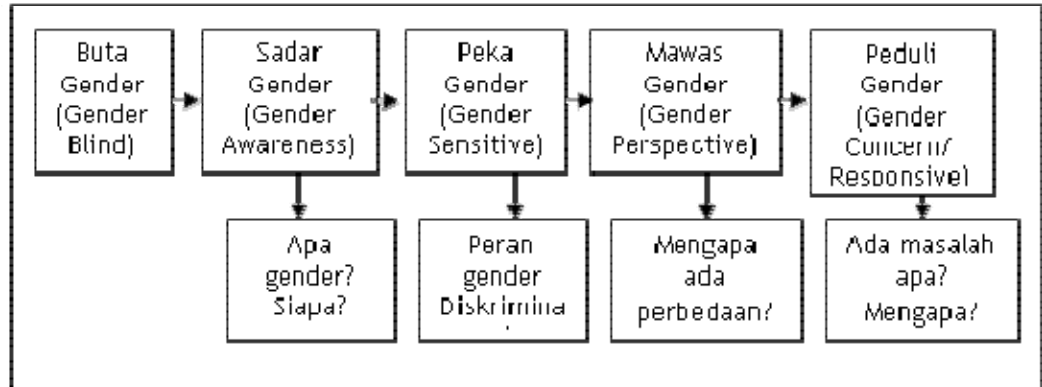 Buta
Gender
(Gender
Blind)
Sadar
Gender
(Gender
Awareness)
Peka
Gender
(Gender
Sensitive)
Mawas
Gender
(Gender
Perspective)
Peduli
Gender
(Gender
Concern/
Responsive)
Apa
gender?
Siapa?
Peran
gender
Diskrimina
Mengapa
ada
perbedaan?
Ada masalah
apa?
Mengapa?